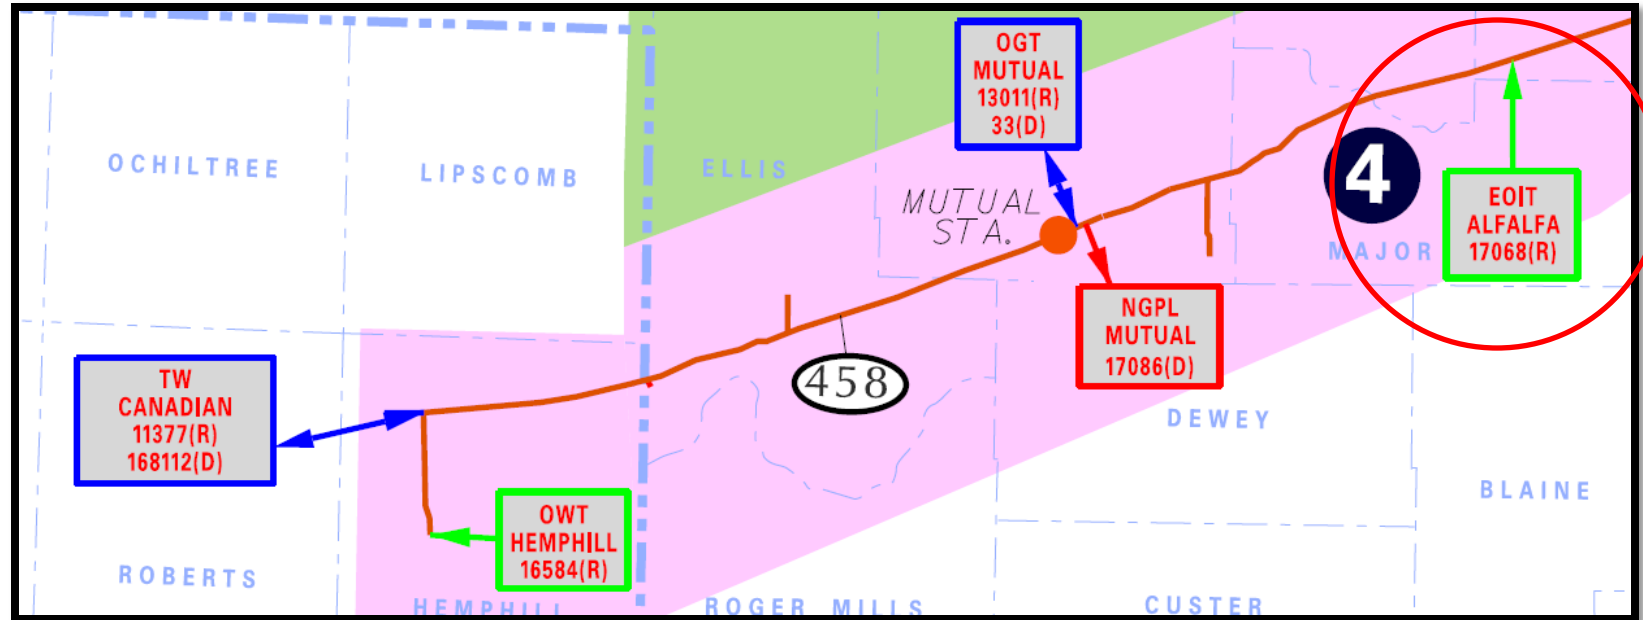 OCHILTREE
LIPSCOMB
ELLIS
OGT
MUTUAL
13011(R)
33(D)
MUTUAL
STA.
4
MAJOR
EOIT
ALFALFA
17068(R)
NGPL
MUTUAL
17086(D)
458
TW
CANADIAN
11377(R)
168112(D)
OWT
HEMPHILL
16584(R)
DEWEY
BLAINE
ROBERTS
HEMPHILL
ROGER MILLS
CUSTER